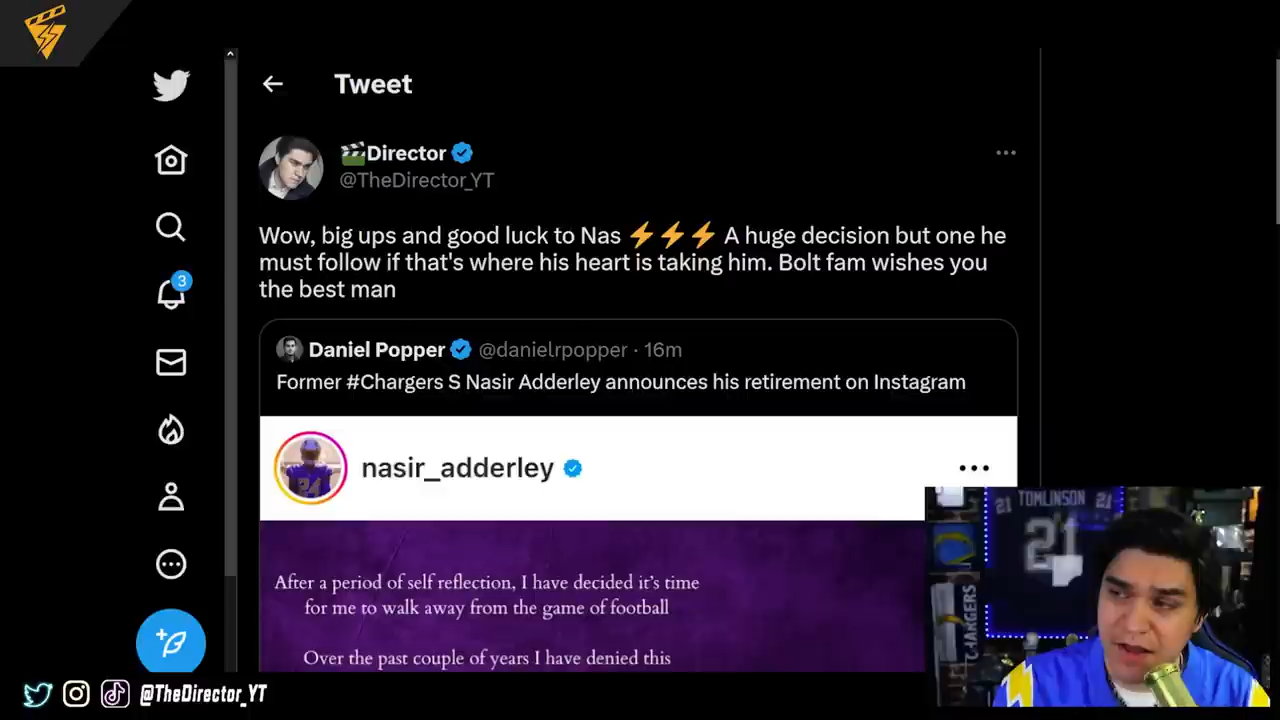 Tweet
Director
@TheDirector_YT
Wow, big ups and good luck to Nas ⚡⚡⚡ A huge decision but one he
must follow if that's where his heart is taking him. Bolt fam wishes you
the best man
3
Daniel Popper @danielrpopper · 16m
Former #Chargers S Nasir Adderley announces his retirement on Instagram
nasir_adderley
24
After a period of self reflection, I have decided it's time
for me to walk away from the game of football
Over the past couple of years I have denied this
21 TOMLINSON 21
21
CHARGERS
@TheDirector_YT